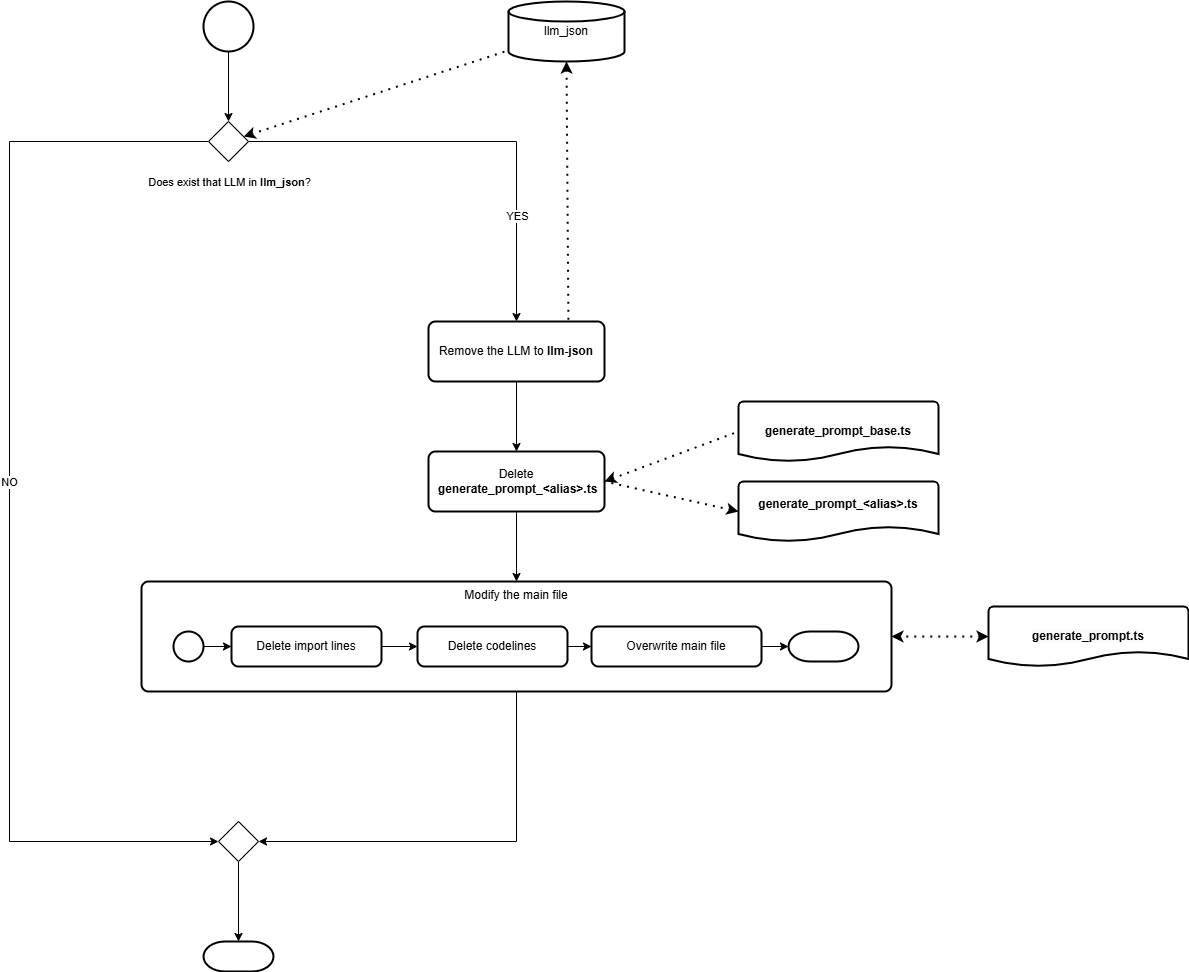 llm_json
Does exist that LLM in llm_json?
YES
Remove the LLM to llm-json
generate_prompt_base.ts
Delete
generate_prompt_<alias>.ts
NO
generate_prompt_<alias>.ts
Modify the main file
generate_prompt.ts
Delete import lines
Delete codelines
Overwrite main file